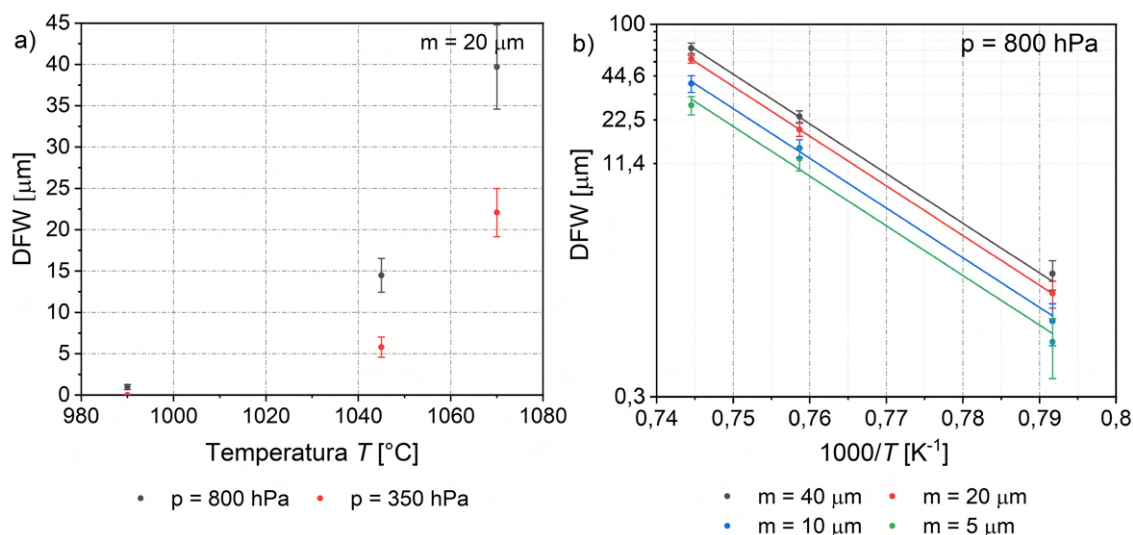 a)
m = 20 μm
45
40
35
30
25
20
15
10
5
0
DFW [μm]
980 1000 1020 1040 1060 1080
Temperatura T [°C]
p = 800 hPa p = 350 hPa
b)
p = 800 hPa
100
44,6
22,5
11,4
0,3
DFW [μm]
0,74 0,75 0,76 0,77 0,78 0,79 0,8
1000/T [K⁻¹]
m = 40 μm m = 20 μm
m = 10 μm m = 5 μm